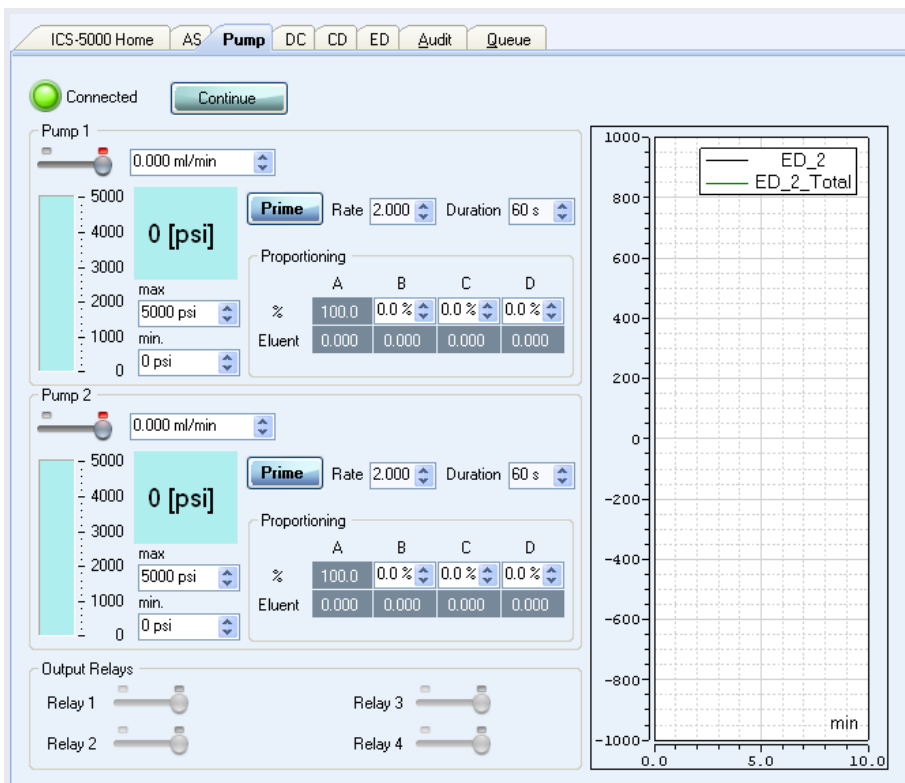 ICS-5000 Home AS Pump DC CD ED Audit Queue
Connected Continue
Pump 1
0.000 ml/min
5000
4000
3000
2000
1000
0
0 [psi]
max
5000 psi
min.
0 psi
Prime Rate 2.000 Duration 60 s
Proportioning
A B C D
% 100.0 0.0 % 0.0 % 0.0 %
Eluent 0.000 0.000 0.000 0.000
Pump 2
0.000 ml/min
5000
4000
3000
2000
1000
0
0 [psi]
max
5000 psi
min.
0 psi
Prime Rate 2.000 Duration 60 s
Proportioning
A B C D
% 100.0 0.0 % 0.0 % 0.0 %
Eluent 0.000 0.000 0.000 0.000
Output Relays
Relay 1 Relay 3
Relay 2 Relay 4
1000
800
600
400
200
0
-200
-400
-600
-800
-1000
ED_2
ED_2_Total
min
0.0 5.0 10.0